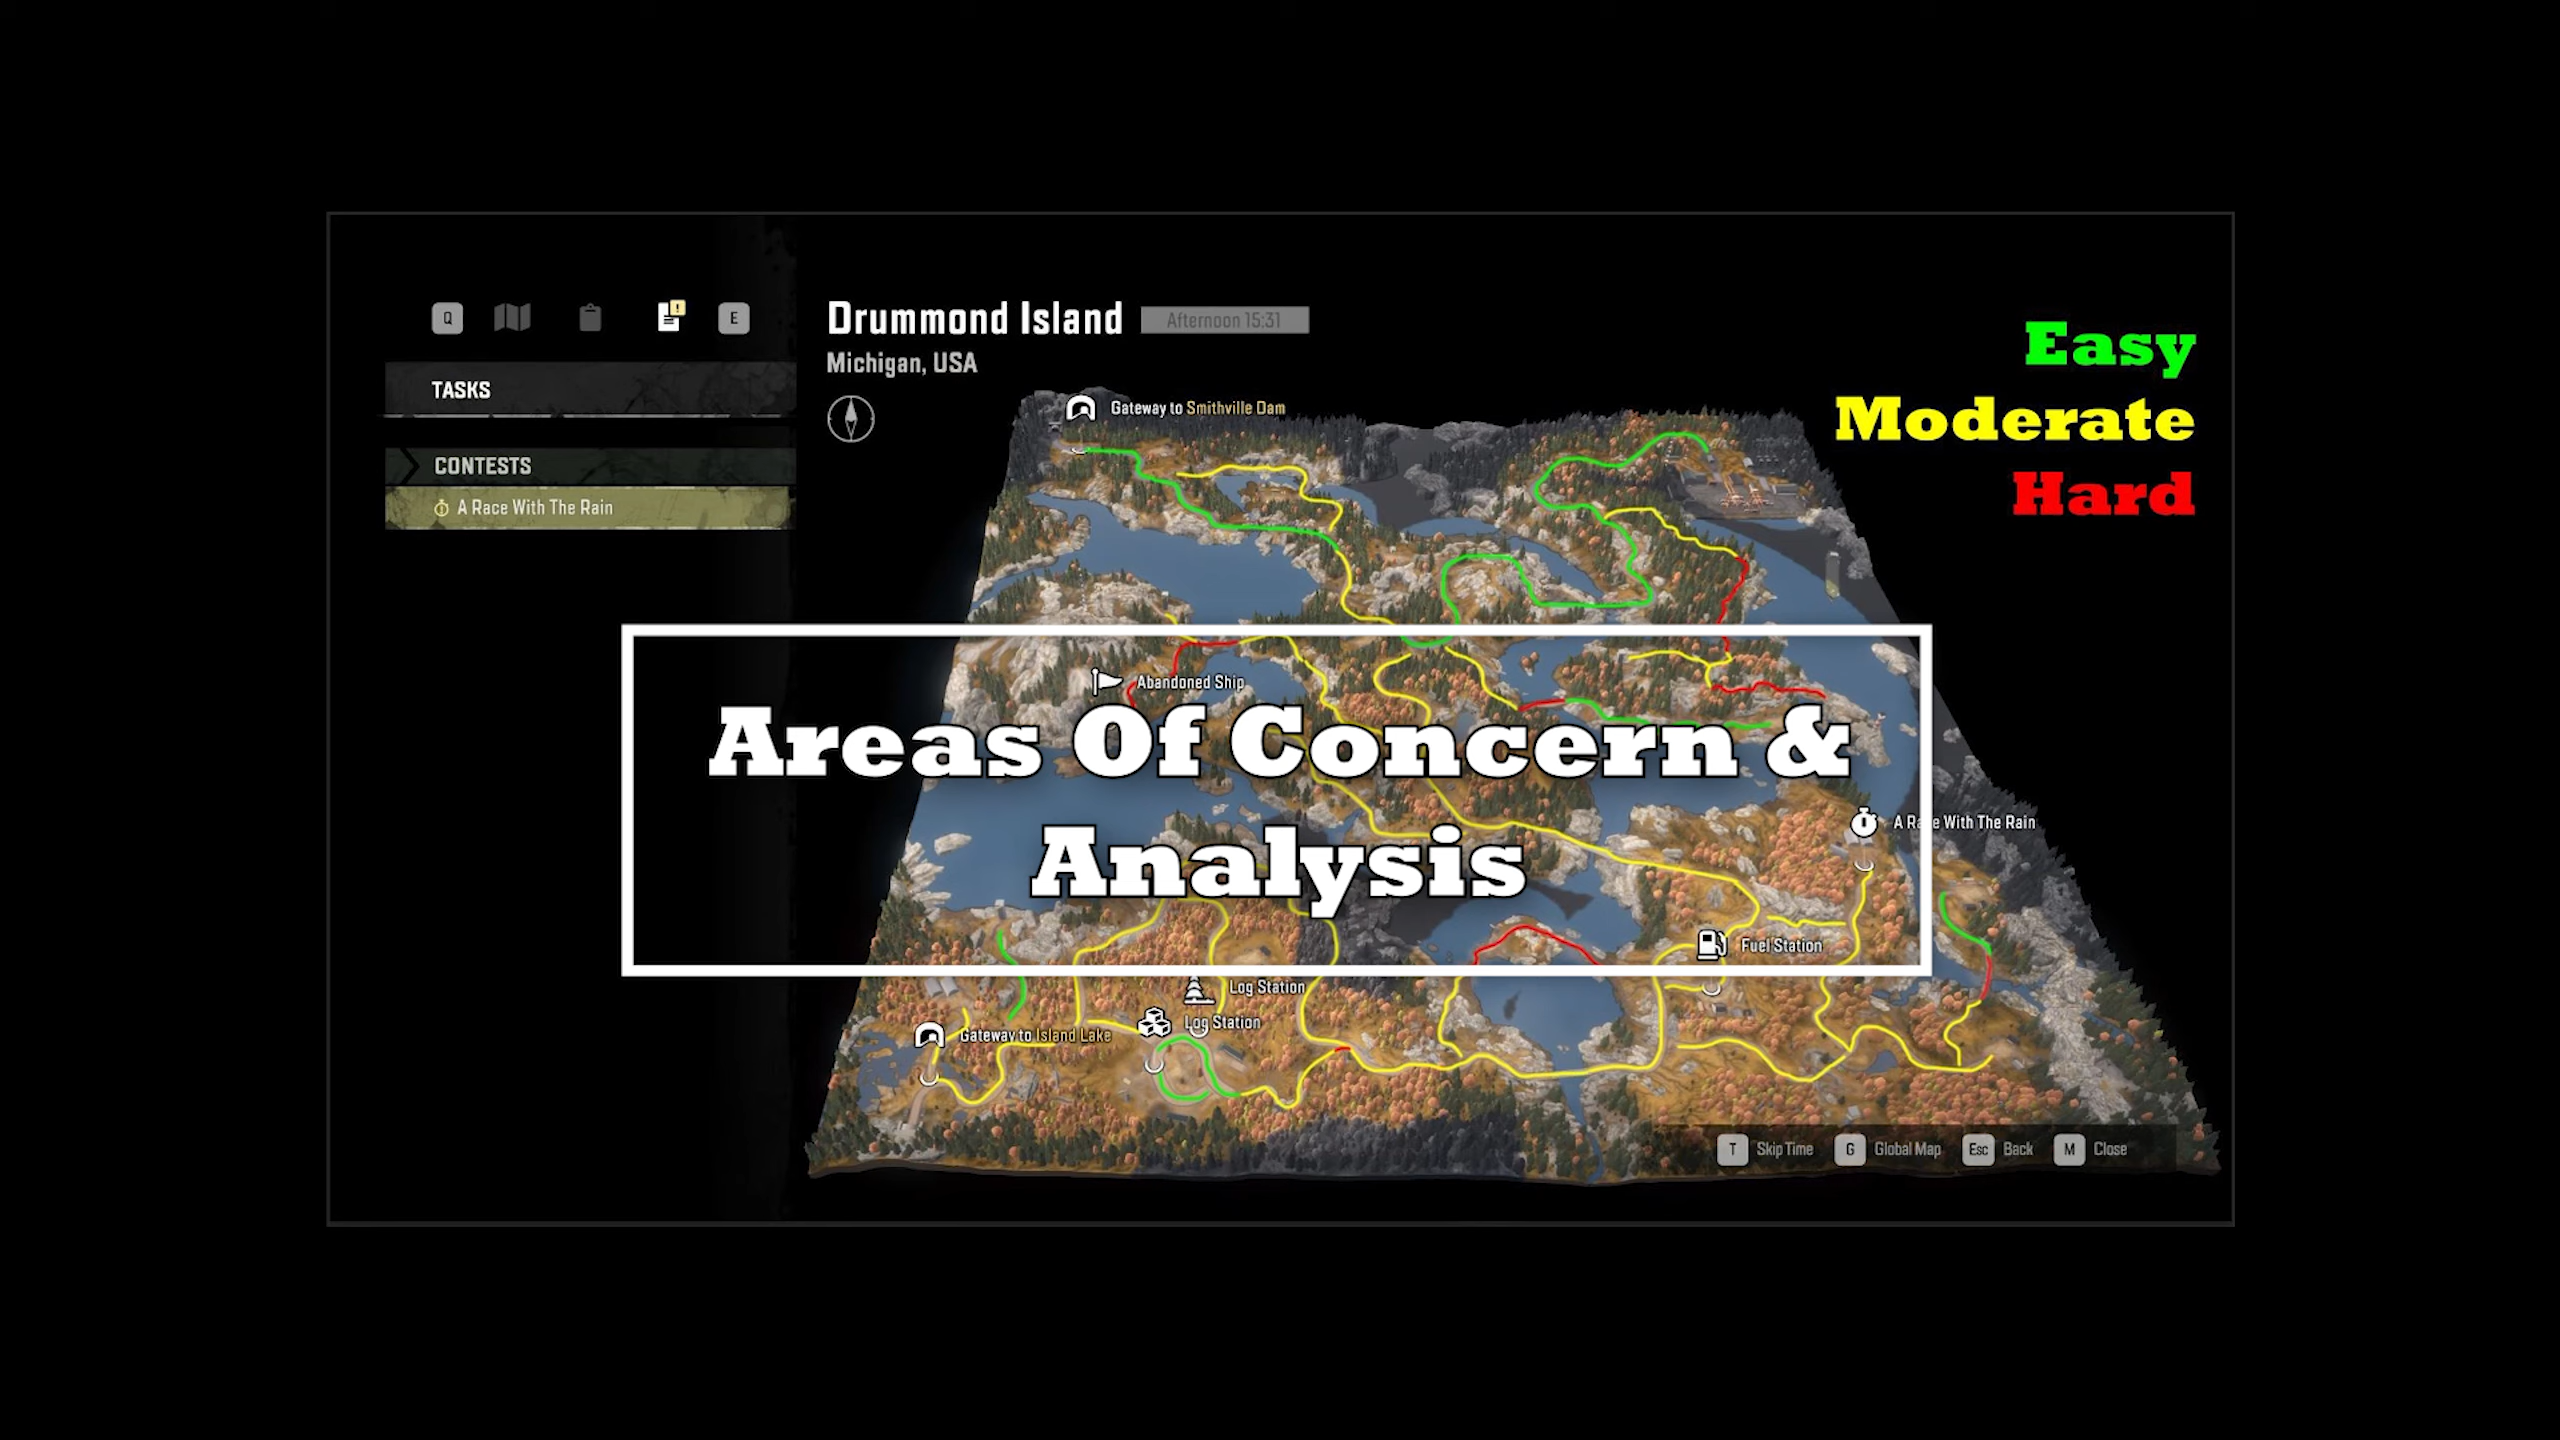 Q
E
TASKS
CONTESTS
A Race With The Rain
Drummond Island
Afternoon 15:31
Michigan, USA
Easy
Moderate
Hard
Gateway to Smithville Dam
Abandoned Ship
Areas Of Concern &
Analysis
A Race With The Rain
Fuel Station
Log Station
Log Station
Gateway to Island Lake
T Skip Time G Global Map Esc Back M Close